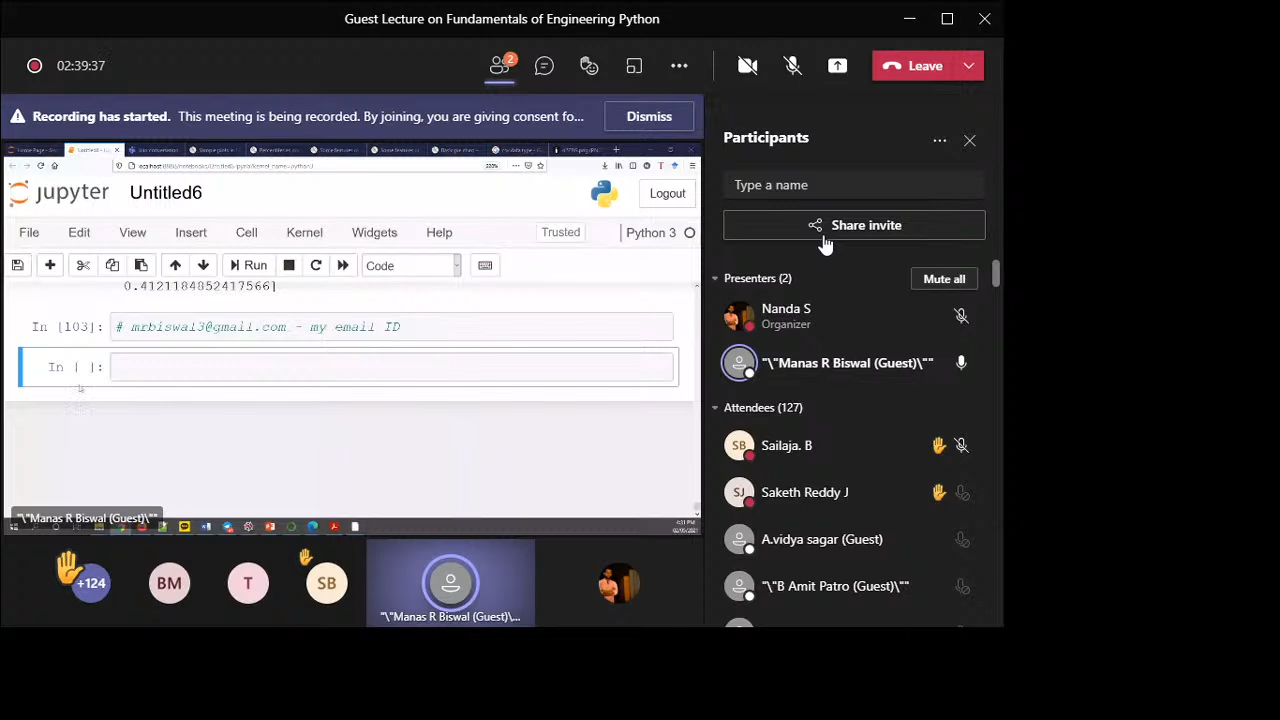 Guest Lecture on Fundamentals of Engineering Python
02:39:37
2
Leave
Recording has started. This meeting is being recorded. By joining, you are giving consent fo...
Dismiss
jupyter Untitled6
Logout
File Edit View Insert Cell Kernel Widgets Help
Trusted
Python 3
Run
Code
0.4121184852417566]
In [103]: # mrbiswal3@gmail.com - my email ID
In [ ]:
"\"Manas R Biswal (Guest)\""
+124
BM
T
SB
"\"Manas R Biswal (Guest)\...
Participants
Type a name
Share invite
Presenters (2)
Mute all
Nanda S
Organizer
"\"Manas R Biswal (Guest)\""
Attendees (127)
SB Sailaja. B
SJ Saketh Reddy J
A.vidya sagar (Guest)
"\"B Amit Patro (Guest)\""